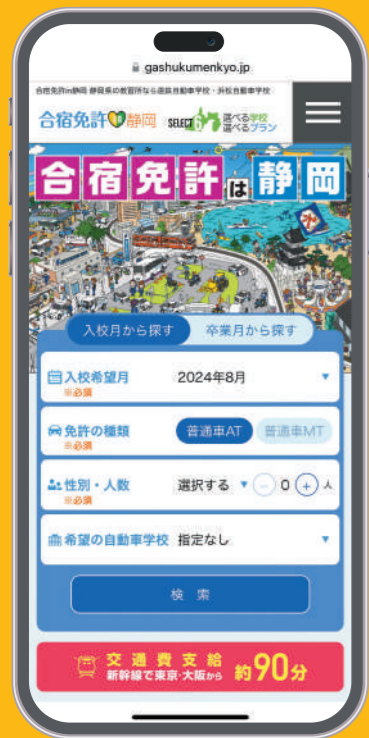 gashukumenkyo.jp
合宿免許in静岡 静岡県の教習所なら遠鉄自動車学校・浜松自動車学校
合宿免許 静岡 SELECT 6 選べる学校
選べるプラン
合宿免許は静岡
氷
入校月から探す 卒業月から探す
入校希望月 2024年8月 ▼
※必須
免許の種類 普通車AT 普通車MT
※必須
性別・人数 選択する ▼ − 0 + 人
※必須
希望の自動車学校 指定なし ▼
検 索
交通費支給
新幹線で東京・大阪から 約90分